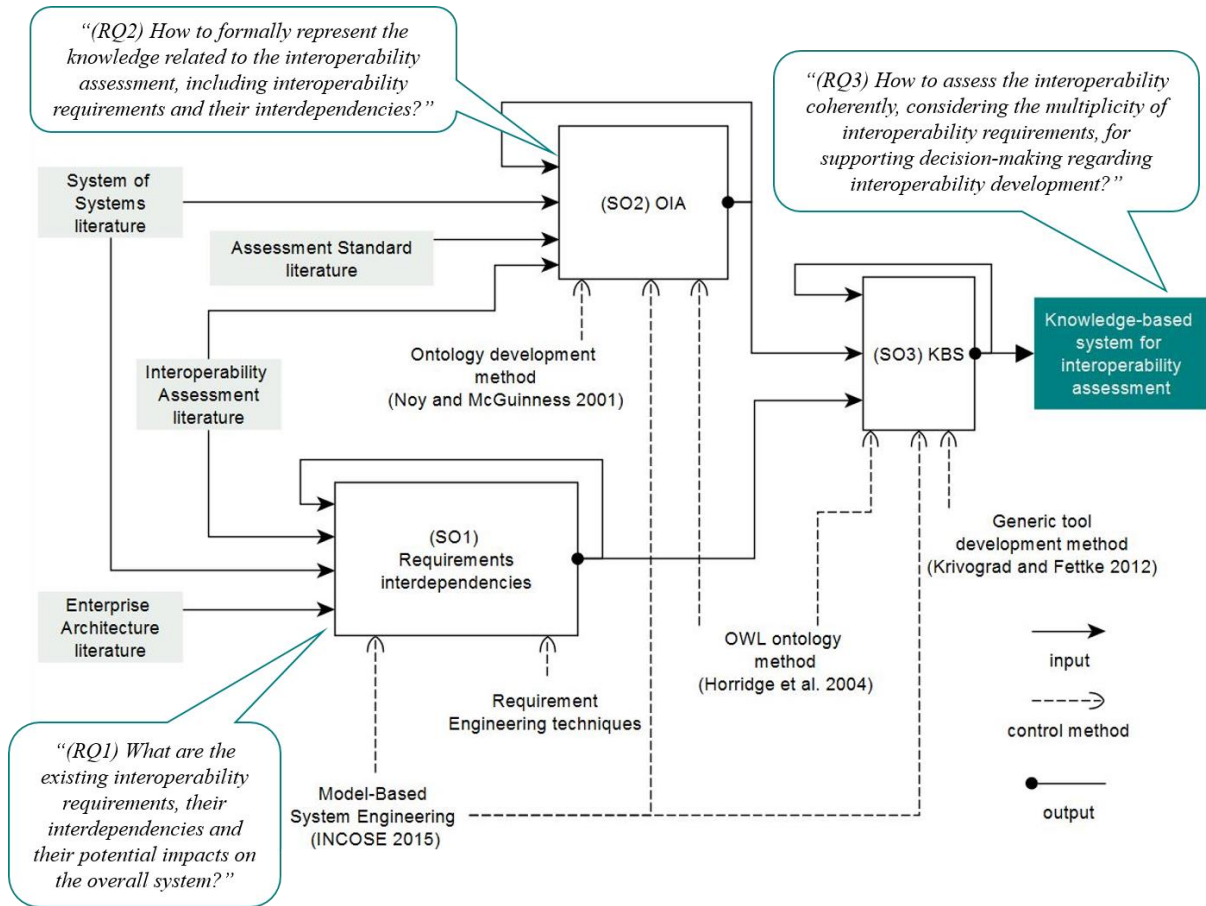 “(RQ2) How to formally represent the
knowledge related to the interoperability
assessment, including interoperability
requirements and their interdependencies?”
“(RQ3) How to assess the interoperability
coherently, considering the multiplicity of
interoperability requirements, for
supporting decision-making regarding
interoperability development?”
System of
Systems
literature
(SO2) OIA
Assessment Standard
literature
Ontology development
method
(Noy and McGuinness 2001)
(SO3) KBS
Knowledge-based
system for
interoperability
assessment
Interoperability
Assessment
literature
(SO1)
Requirements
interdependencies
Generic tool
development method
(Krivograd and Fettke 2012)
Enterprise
Architecture
literature
OWL ontology
method
(Horridge et al. 2004)
input
Requirement
Engineering techniques
control method
“(RQ1) What are the
existing interoperability
requirements, their
interdependencies and
their potential impacts on
the overall system?”
Model-Based
System Engineering
(INCOSE 2015)
output